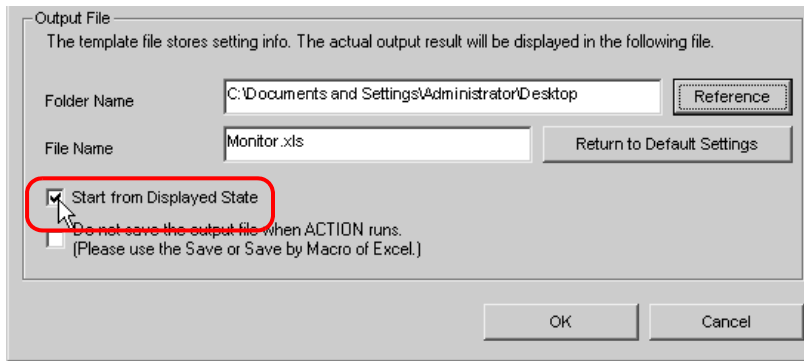 Output File
The template file stores setting info. The actual output result will be displayed in the following file.
Folder Name
C:\Documents and Settings\Administrator\Desktop
Reference
File Name
Monitor.xls
Return to Default Settings
Start from Displayed State
Do not save the output file when ACTION runs.
(Please use the Save or Save by Macro of Excel.)
OK
Cancel